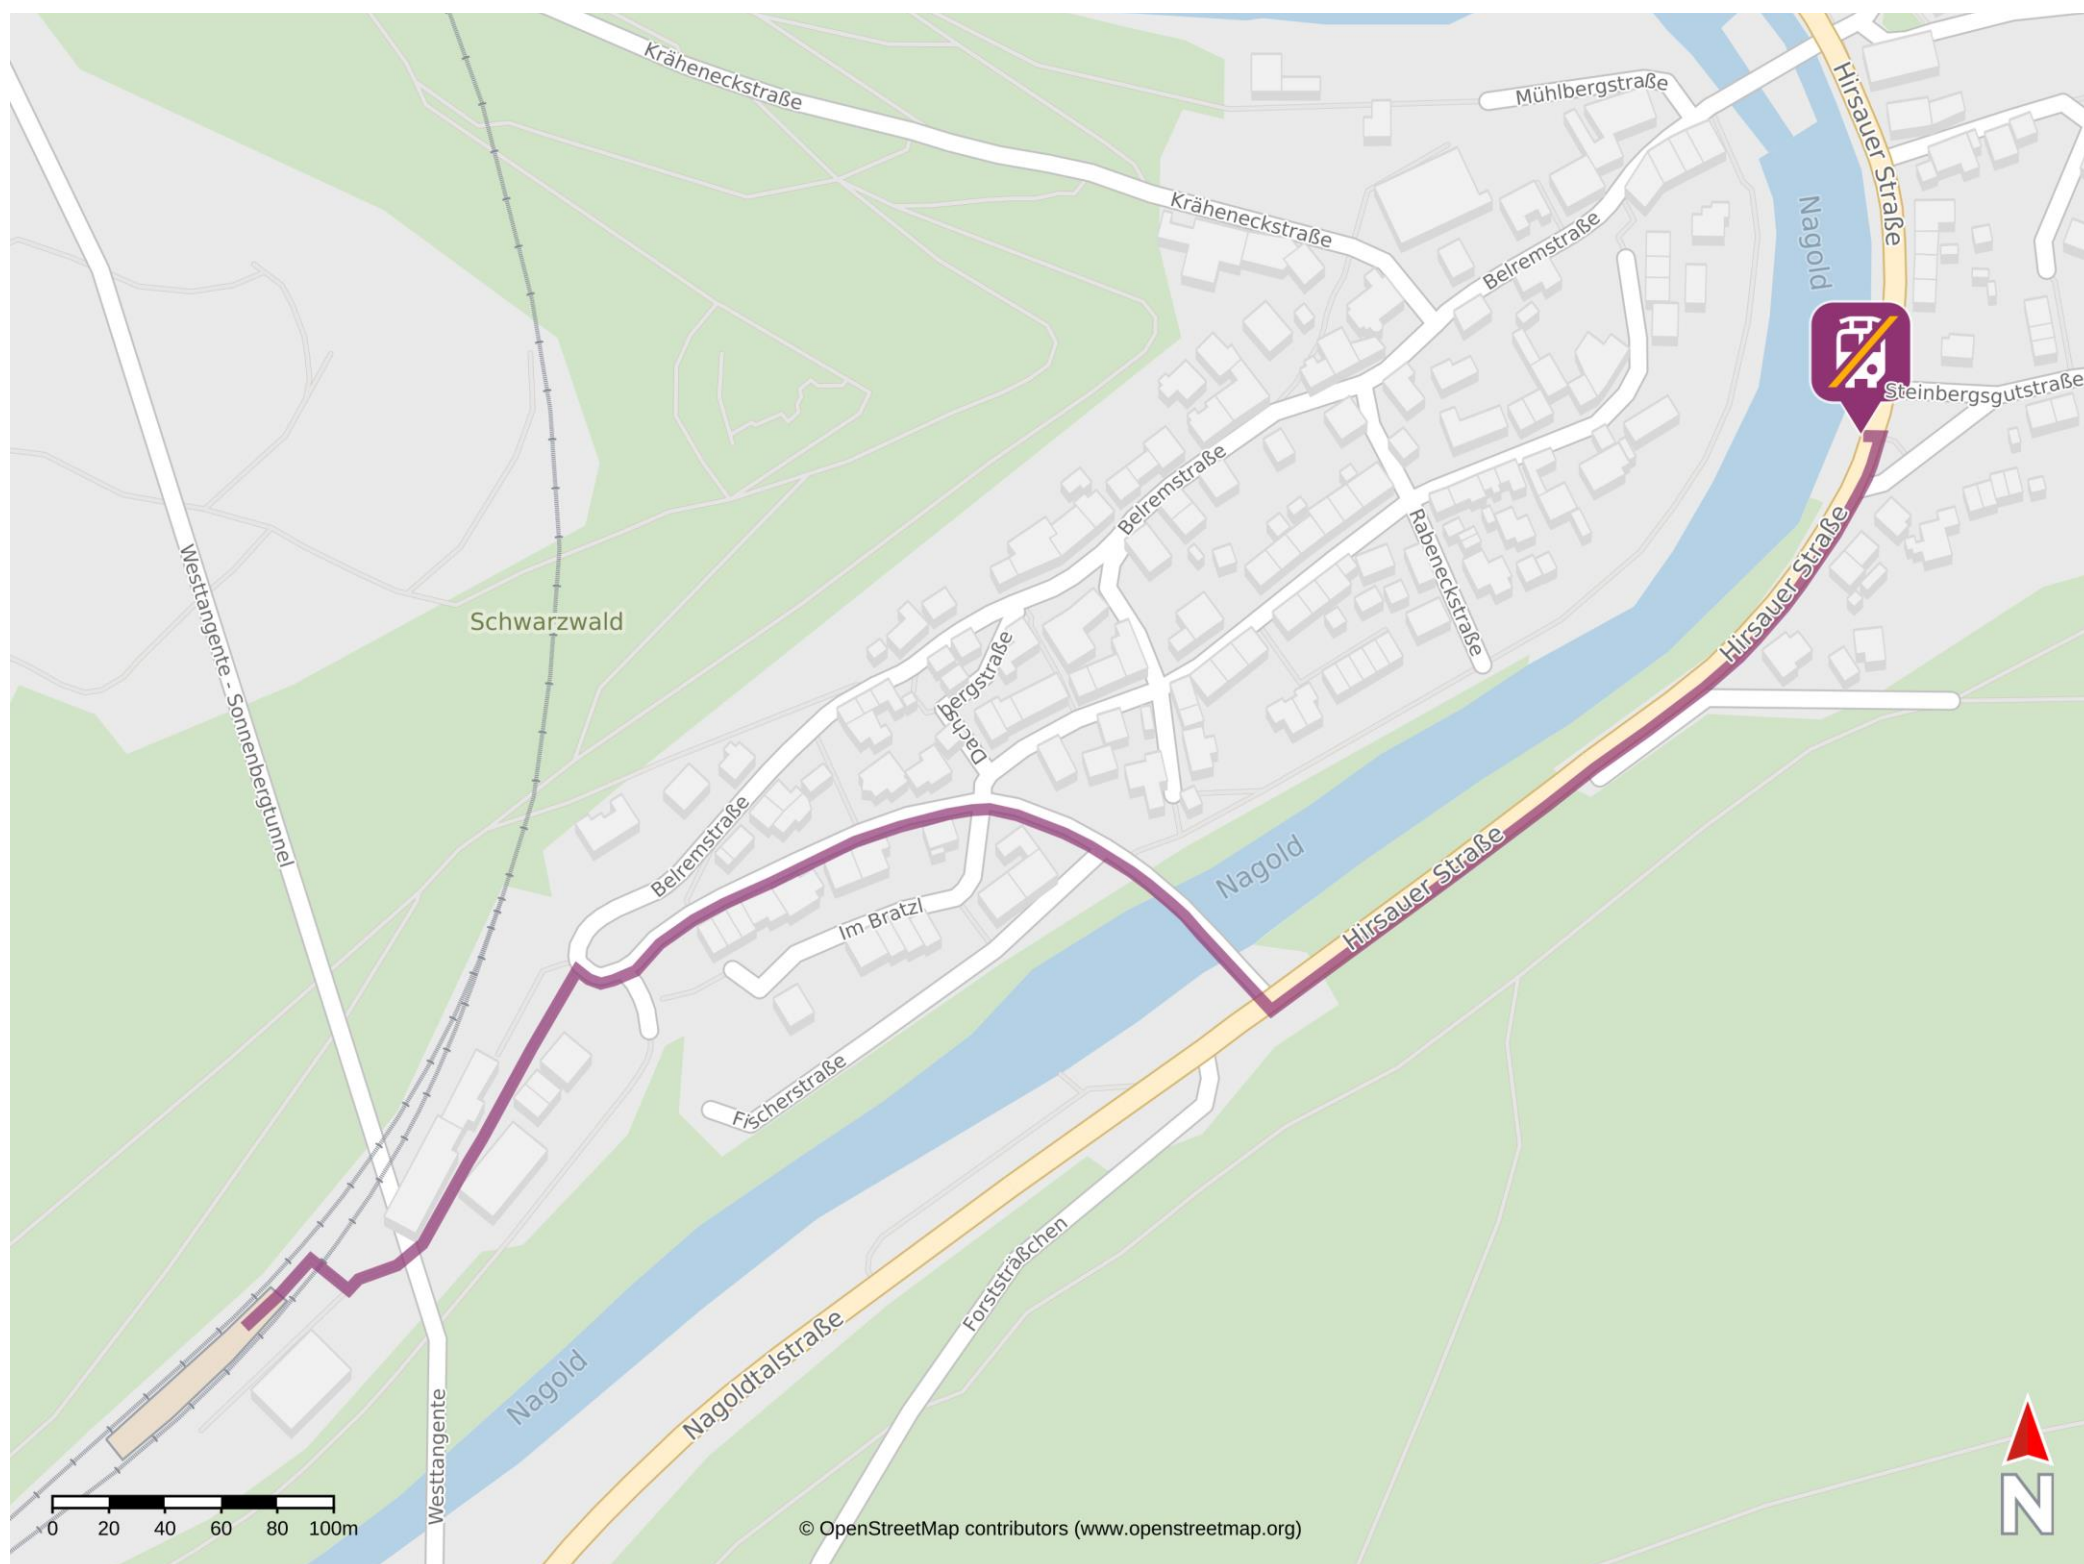 Kräheneckstraße
Mühlbergstraße
Hirsauer Straße
Kräheneckstraße
Belremstraße
Nagold
Steinbergsgutstraße
Belremstraße
Rabeneckstraße
Hirsauer Straße
Westtangente - Sonnenbergtunnel
Schwarzwald
Dachsbergstraße
Belremstraße
Nagold
Hirsauer Straße
Im Bratzl
Fischerstraße
Forststräßchen
Nagoldtalstraße
Nagold
Westtangente
N
0 20 40 60 80 100m
© OpenStreetMap contributors (www.openstreetmap.org)